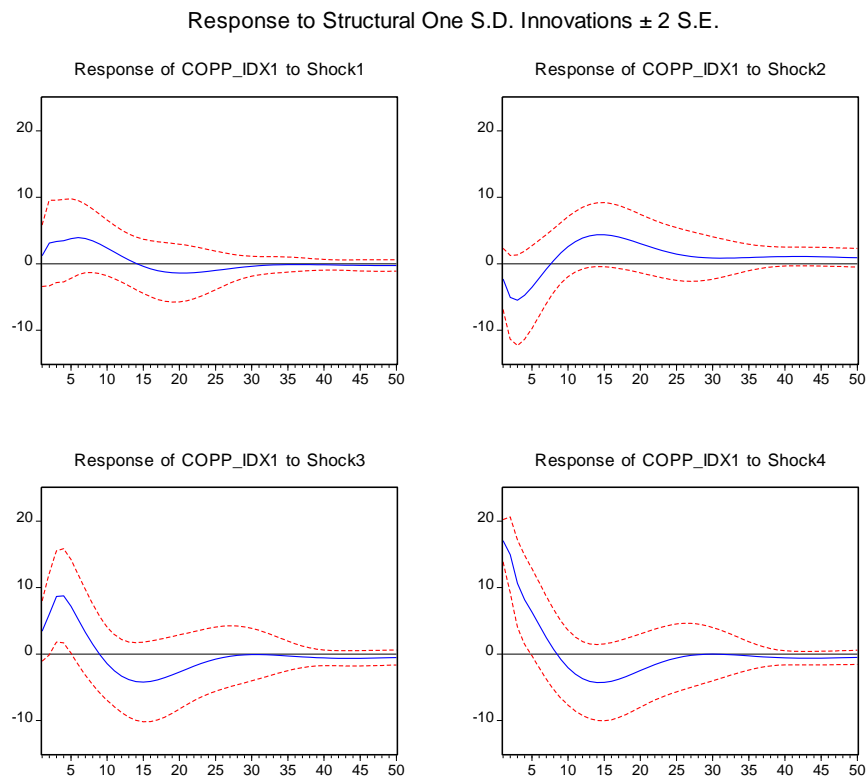 Response to Structural One S.D. Innovations ± 2 S.E.
Response of COPP_IDX1 to Shock1
20
10
0
-10
5 10 15 20 25 30 35 40 45 50
Response of COPP_IDX1 to Shock2
20
10
0
-10
5 10 15 20 25 30 35 40 45 50
Response of COPP_IDX1 to Shock3
20
10
0
-10
5 10 15 20 25 30 35 40 45 50
Response of COPP_IDX1 to Shock4
20
10
0
-10
5 10 15 20 25 30 35 40 45 50